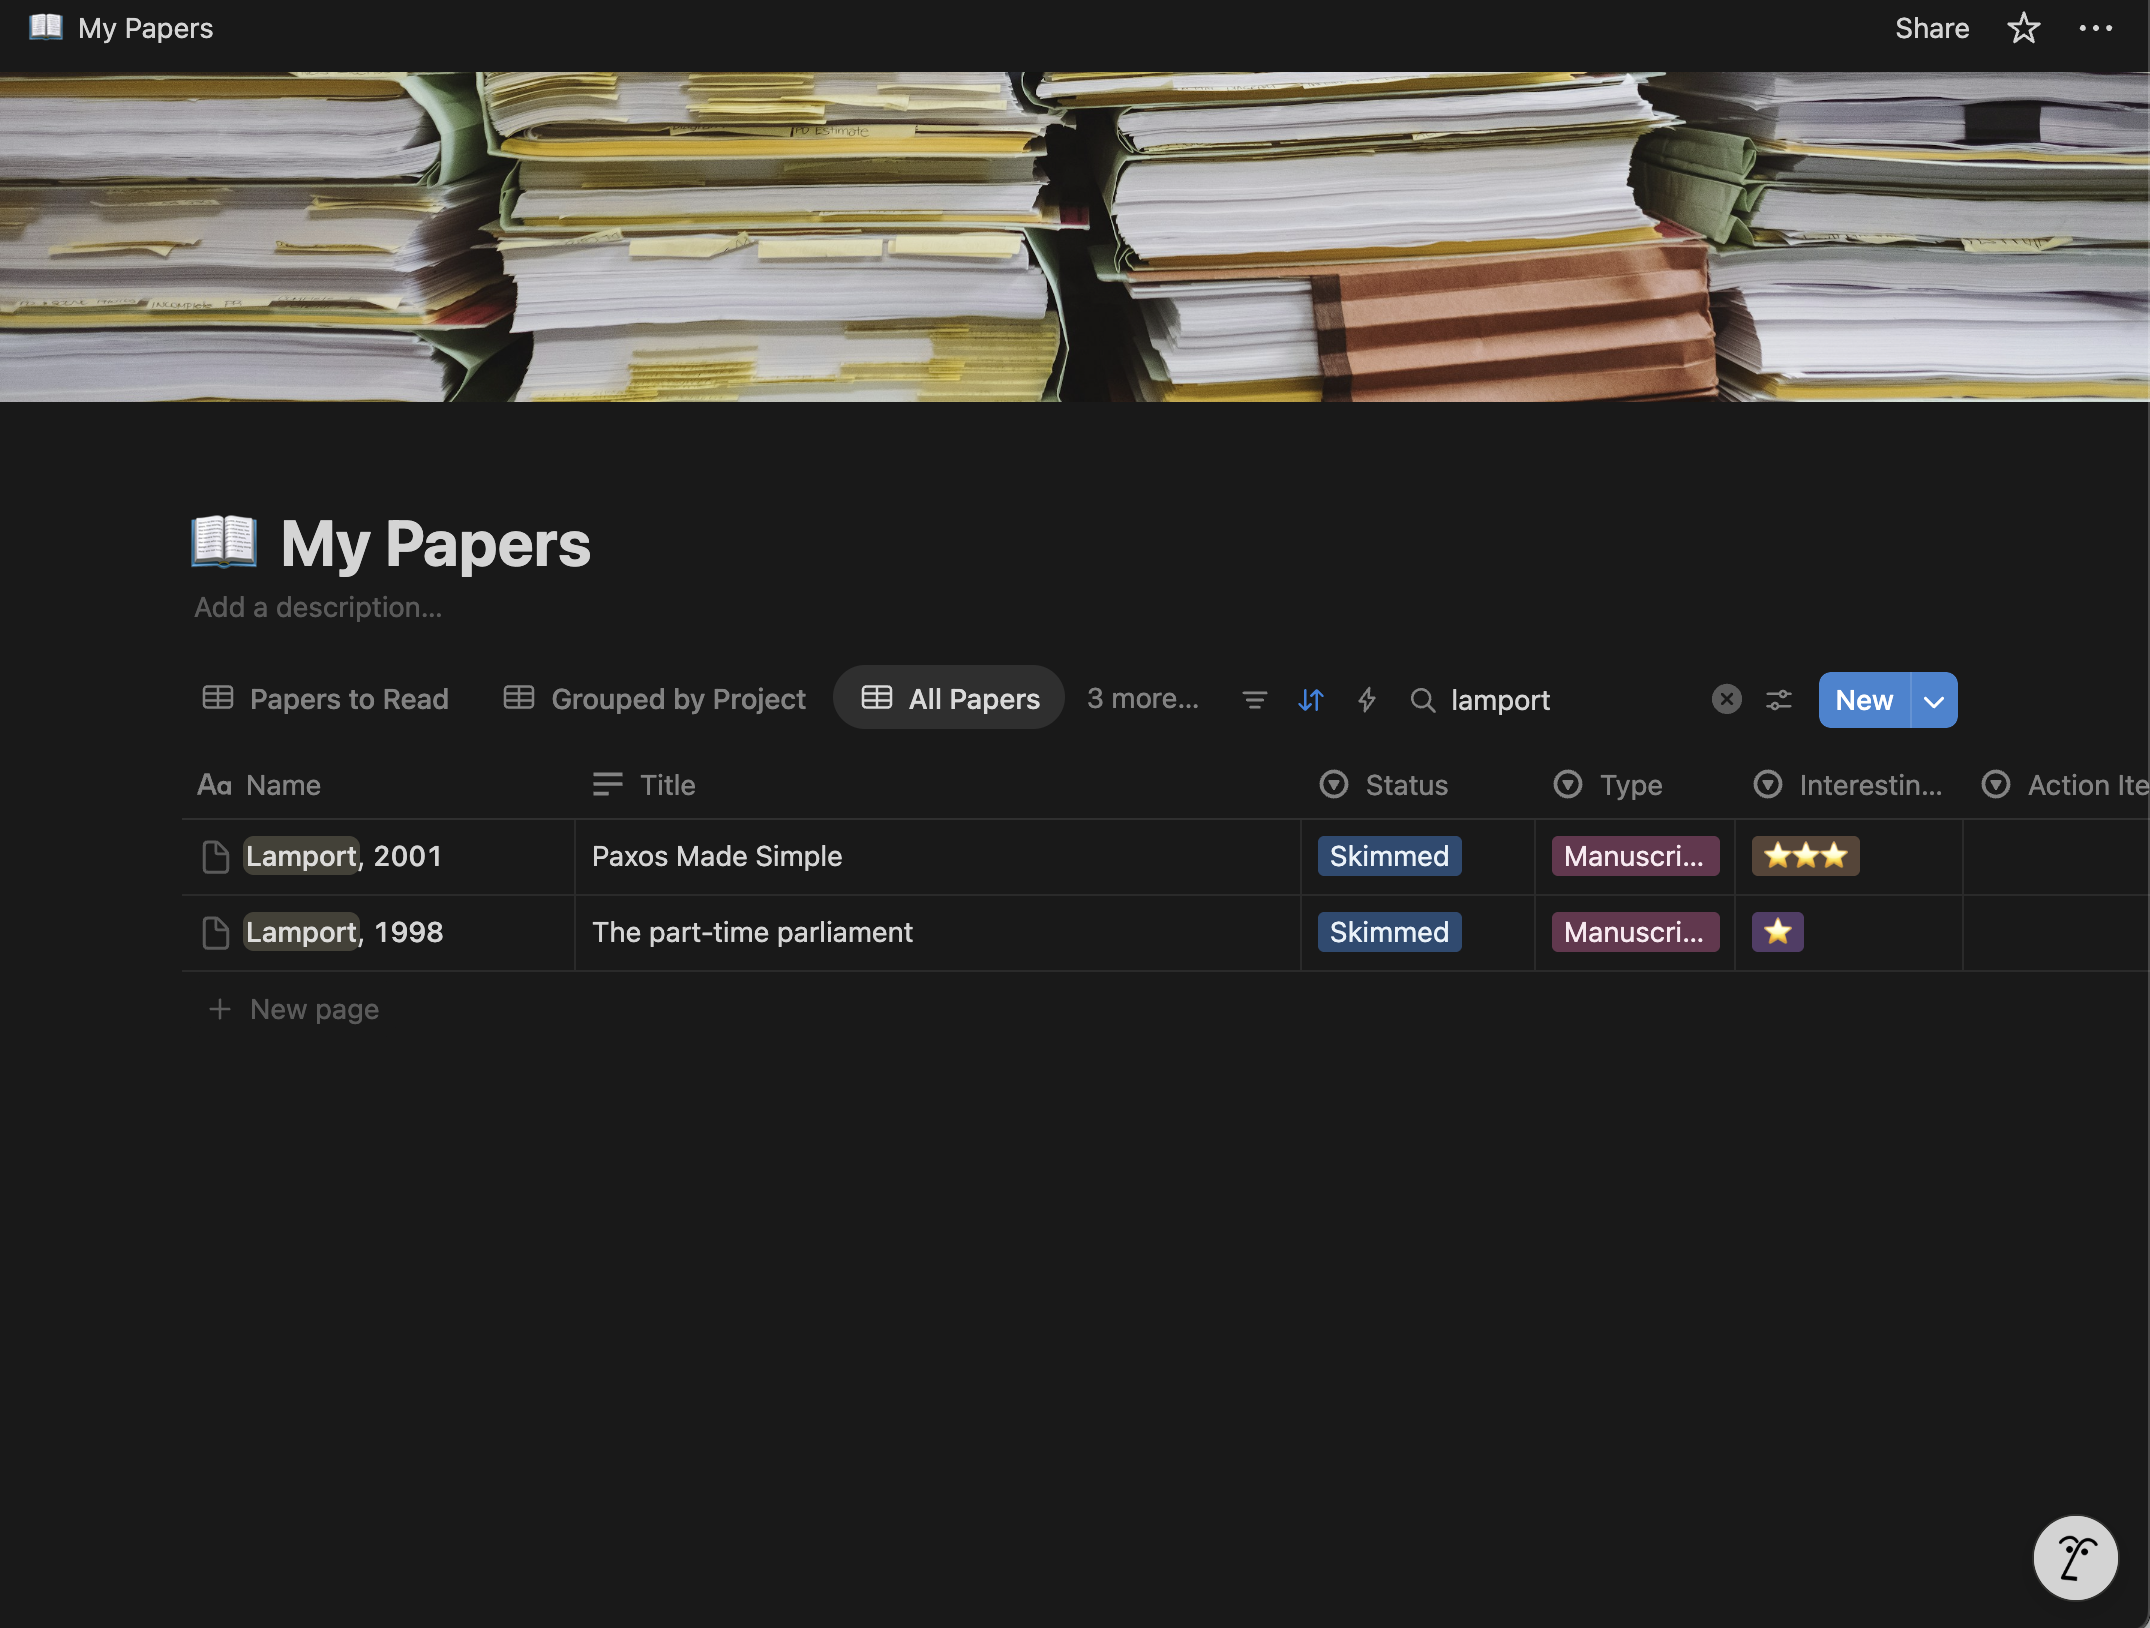 My Papers
Share
PD Estimate
My Papers
Add a description...
Papers to Read
Grouped by Project
All Papers
3 more...
lamport
New
Aa Name
Title
Status
Type
Interestin...
Action Ite
Lamport, 2001
Paxos Made Simple
Skimmed
Manuscri...
Lamport, 1998
The part-time parliament
Skimmed
Manuscri...
New page